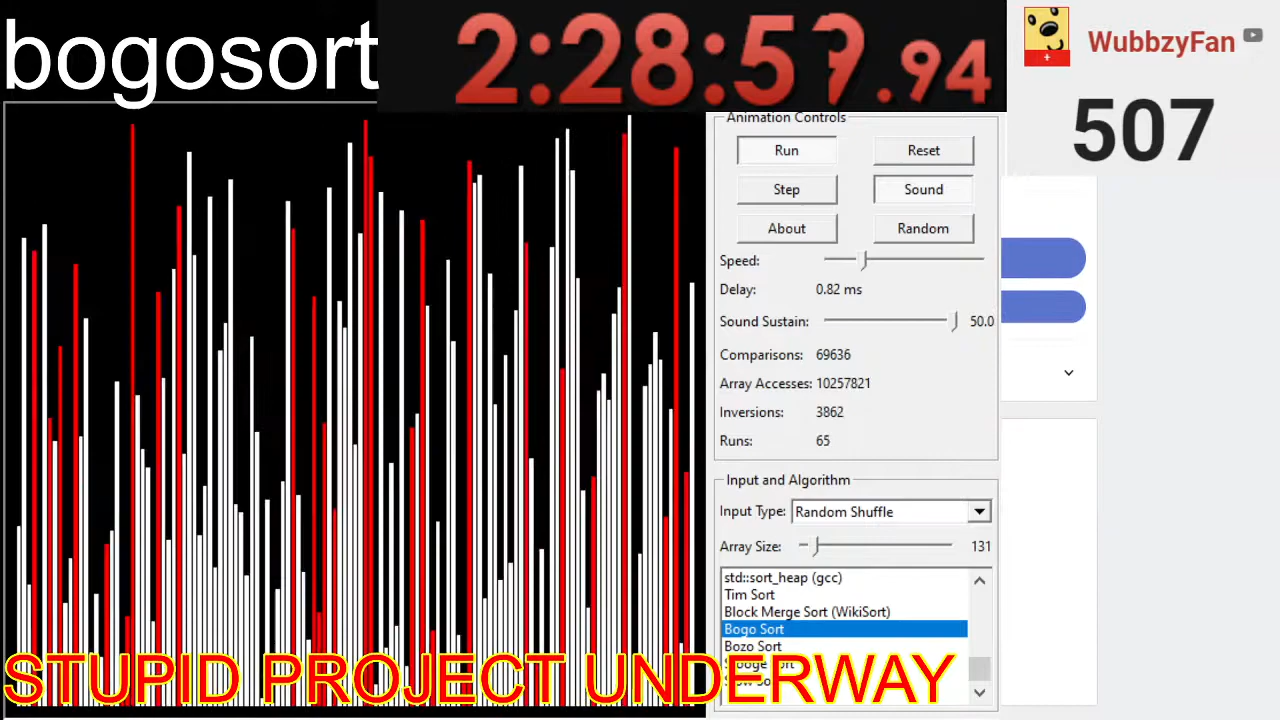 bogosort
2:28:59.94
WubbzyFan
507
Animation Controls
Run
Reset
Step
Sound
About
Random
Speed:
Delay: 0.82 ms
Sound Sustain: 50.0
Comparisons: 69636
Array Accesses: 10257821
Inversions: 3862
Runs: 65
Input and Algorithm
Input Type: Random Shuffle
Array Size: 131
std::sort_heap (gcc)
Tim Sort
Block Merge Sort (WikiSort)
Bogo Sort
Bozo Sort
STUPID PROJECT UNDERWAY